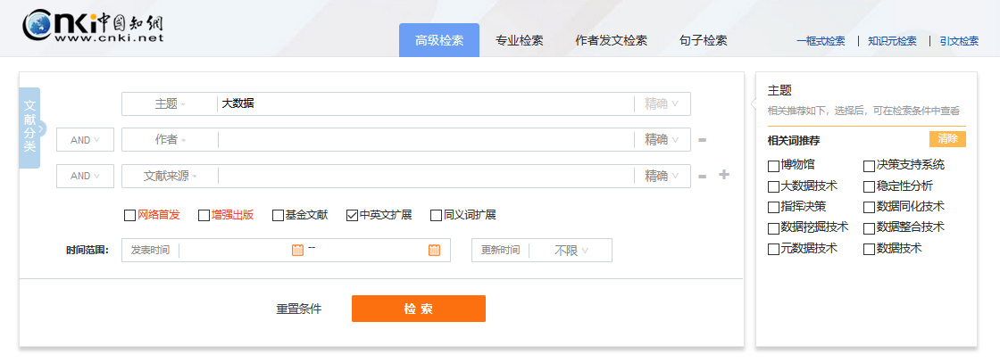 Cnki中国知網
www.cnki.net
高级检索 专业检索 作者发文检索 句子检索 一框式检索 | 知识元检索 | 引文检索
文献分类
主题 大数据 精确
AND 作者 精确
AND 文献来源 精确
网络首发 增强出版 基金文献 中英文扩展 同义词扩展
时间范围： 发表时间 -- 更新时间 不限
重置条件 检 索
主题
相关推荐如下，选择后，可在检索条件中查看
相关词推荐 清除
博物馆 决策支持系统
大数据技术 稳定性分析
指挥决策 数据同化技术
数据挖掘技术 数据整合技术
元数据技术 数据技术